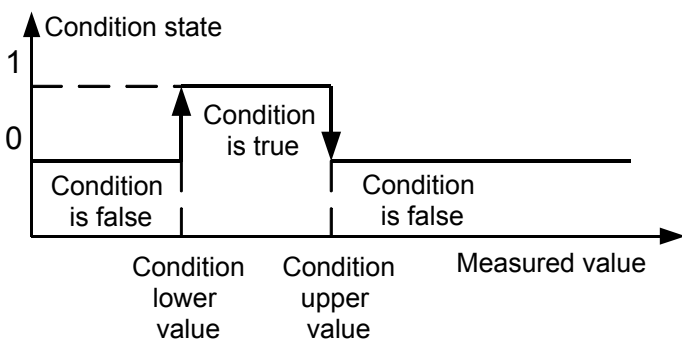 Condition state
1
Condition
is true
0
Condition
is false
Condition
is false
Condition
lower
value
Condition
upper
value
Measured value